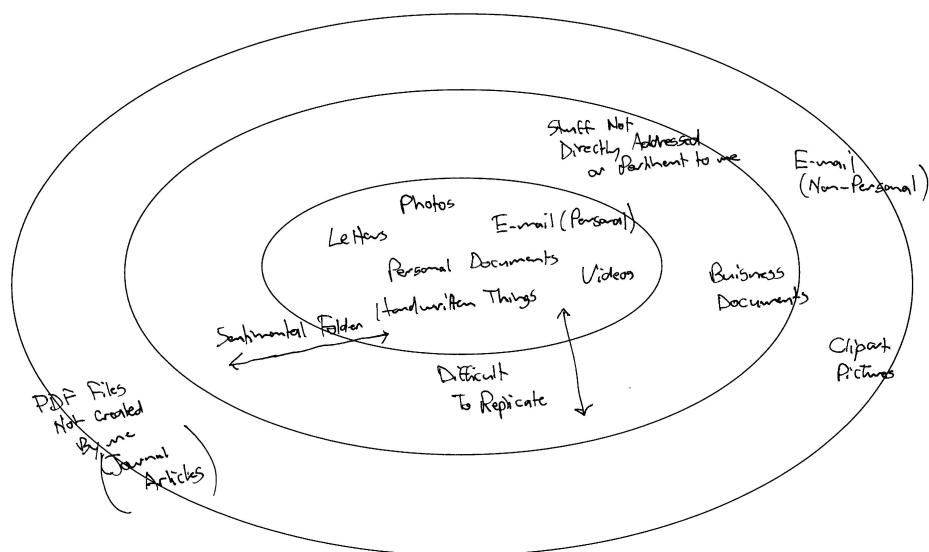 Stuff Not
Directly Addressed
or Pertinent to me
E-mail
(Non-Personal)
Photos
E-mail (Personal)
Letters
Personal Documents
Videos
Buisness
Documents
Handwritten Things
Sentimental Folder
Clipart
Pictures
Difficult
To Replicate
PDF Files
Not created
By me
(Journal
Articles)